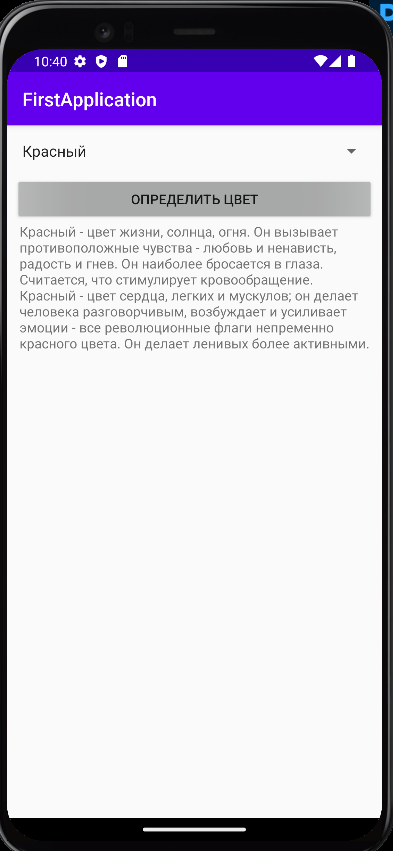 10:40
FirstApplication
Красный
ОПРЕДЕЛИТЬ ЦВЕТ
Красный - цвет жизни, солнца, огня. Он вызывает
противоположные чувства - любовь и ненависть,
радость и гнев. Он наиболее бросается в глаза.
Считается, что стимулирует кровообращение.
Красный - цвет сердца, легких и мускулов; он делает
человека разговорчивым, возбуждает и усиливает
эмоции - все революционные флаги непременно
красного цвета. Он делает ленивых более активными.